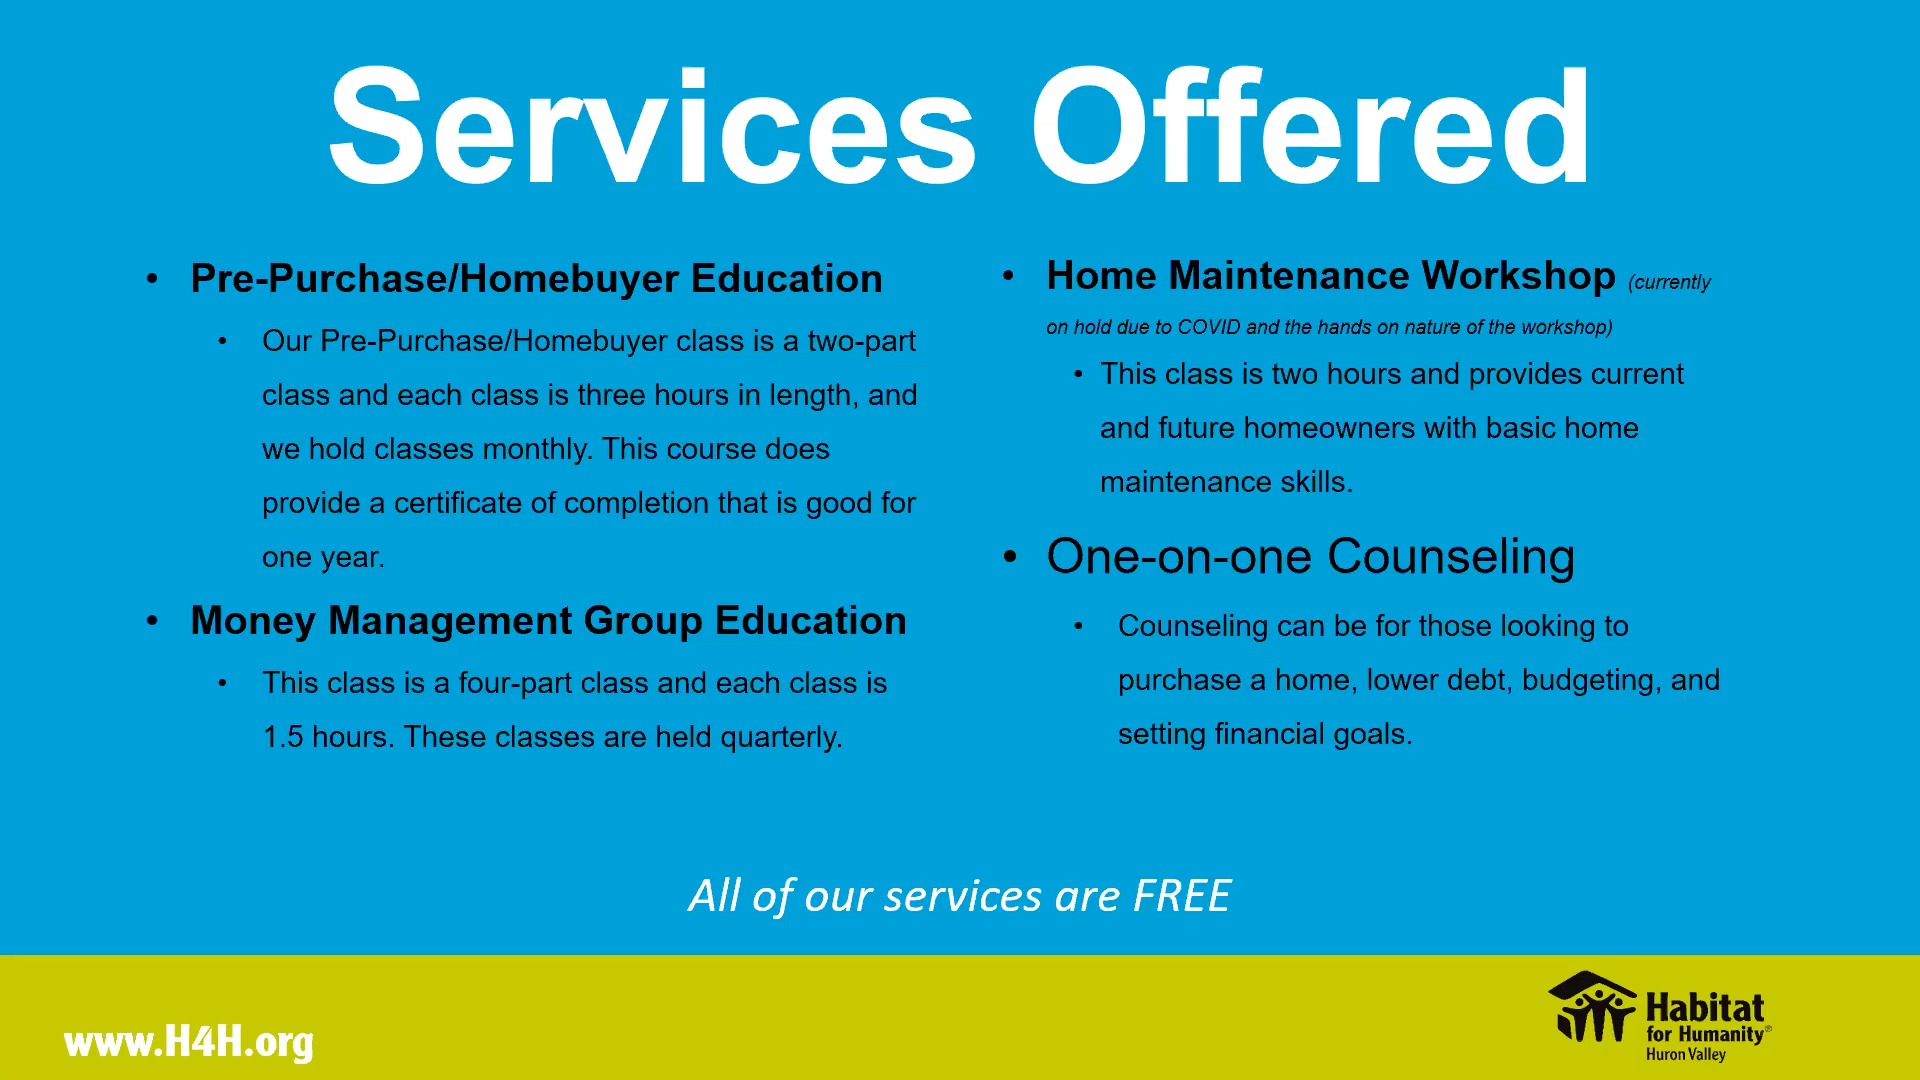 Services Offered
• Pre-Purchase/Homebuyer Education
• Our Pre-Purchase/Homebuyer class is a two-part
class and each class is three hours in length, and
we hold classes monthly. This course does
provide a certificate of completion that is good for
one year.
• Money Management Group Education
• This class is a four-part class and each class is
1.5 hours. These classes are held quarterly.
• Home Maintenance Workshop (currently
on hold due to COVID and the hands on nature of the workshop)
• This class is two hours and provides current
and future homeowners with basic home
maintenance skills.
• One-on-one Counseling
• Counseling can be for those looking to
purchase a home, lower debt, budgeting, and
setting financial goals.
All of our services are FREE
www.H4H.org
Habitat
for Humanity®
Huron Valley